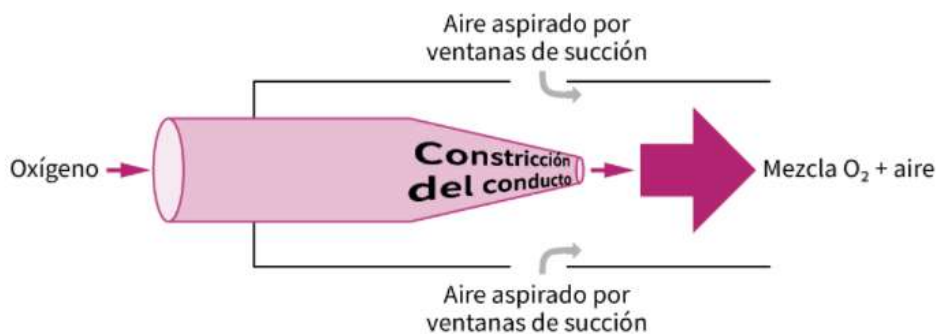 Aire aspirado por
ventanas de succión
Oxígeno
Constricción
del conducto
Mezcla O₂ + aire
Aire aspirado por
ventanas de succión